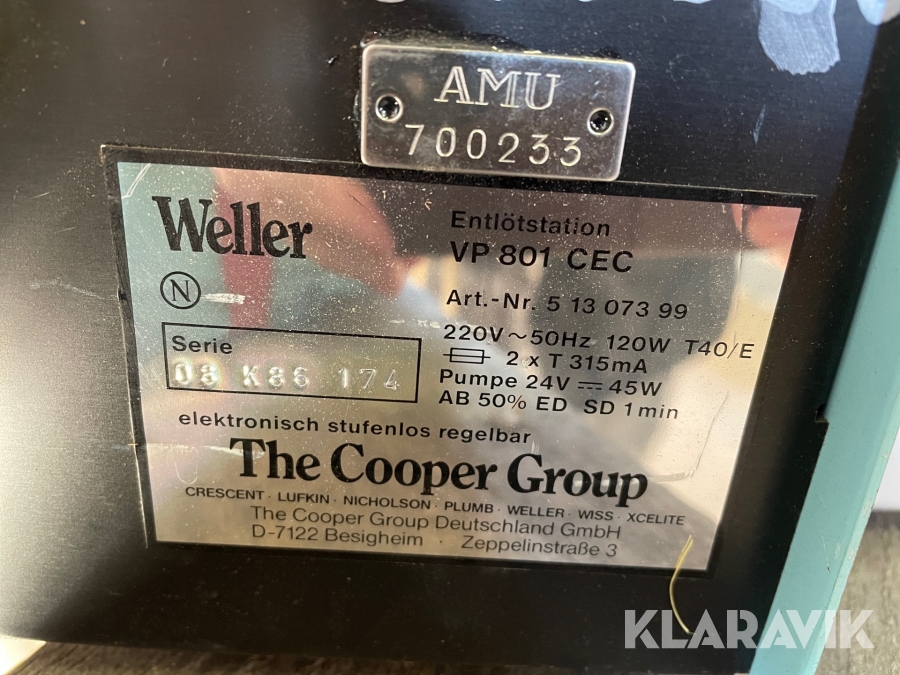 AMU
700233
Weller
Entlötstation
VP 801 CEC
N
Art.-Nr. 5 13 073 99
Serie
08 K86 174
220V ~ 50Hz 120W T40/E
2 x T 315mA
Pumpe 24V ⎓ 45W
AB 50% ED SD 1 min
elektronisch stufenlos regelbar
The Cooper Group
CRESCENT · LUFKIN · NICHOLSON · PLUMB · WELLER · WISS · XCELITE
The Cooper Group Deutschland GmbH
D-7122 Besigheim · Zeppelinstraße 3
KLARAVIK